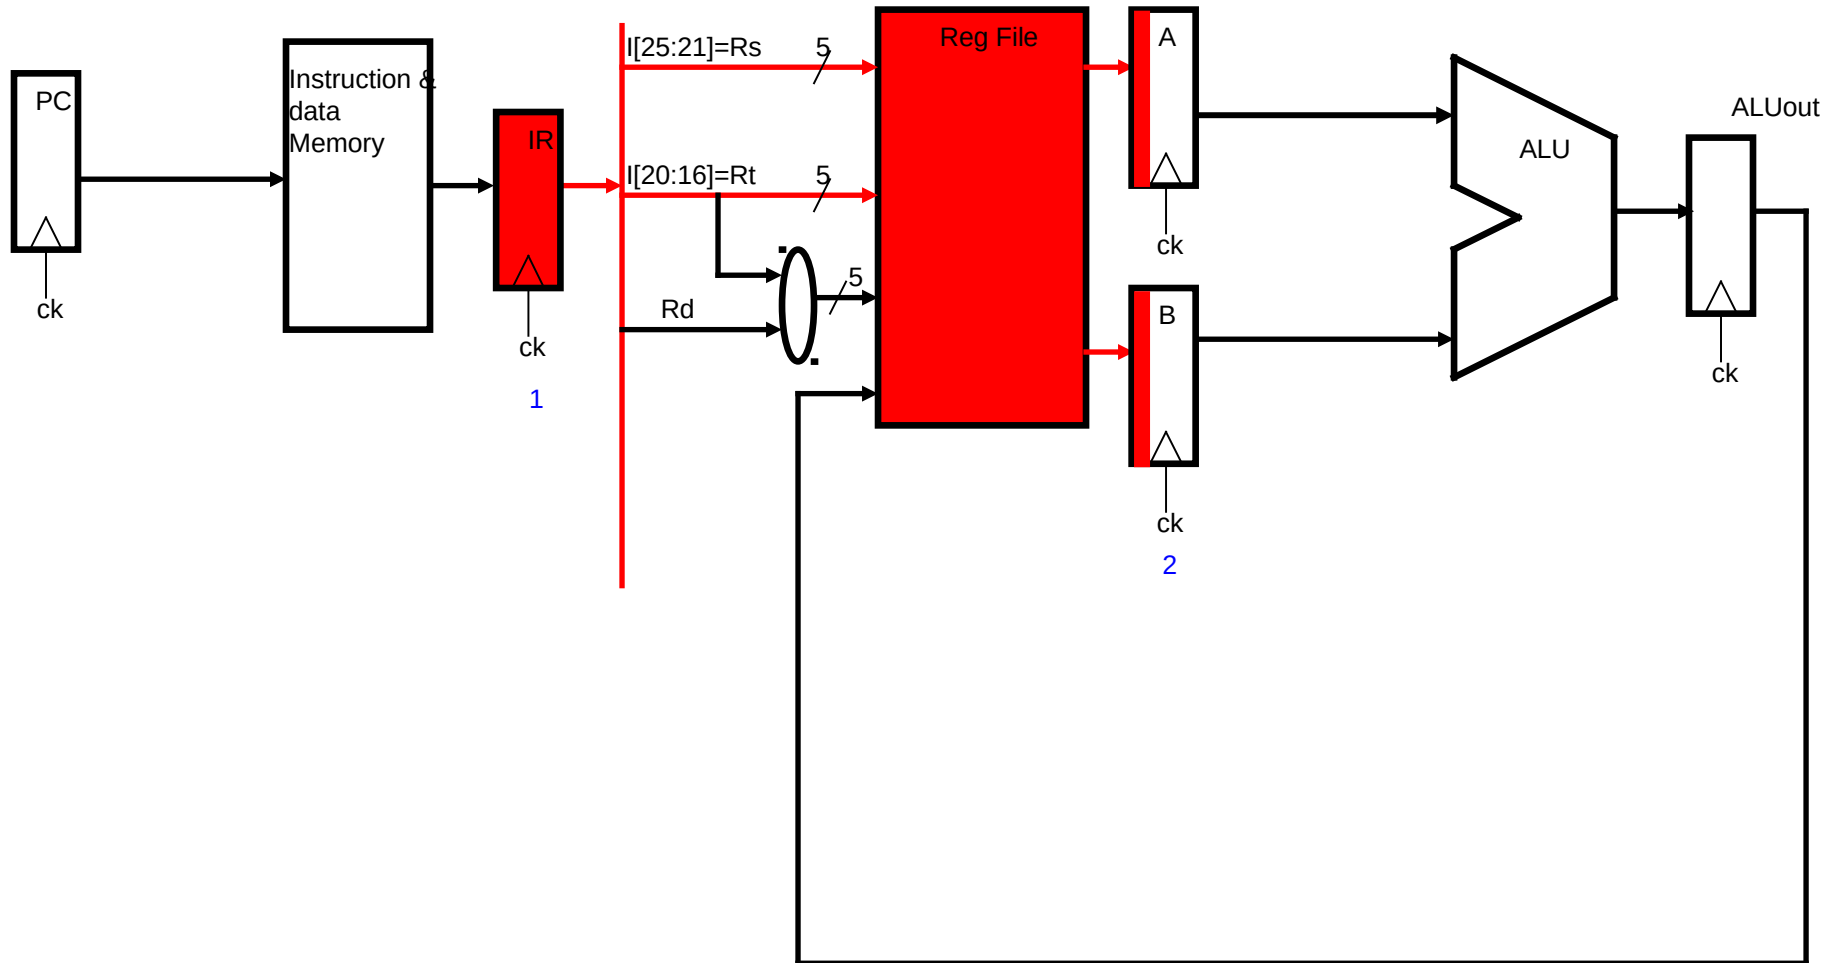 PC
ck
Instruction &
data
Memory
IR
ck
1
I[25:21]=Rs
5
I[20:16]=Rt
5
5
Rd
Reg File
A
ck
B
ck
2
ALU
ALUout
ck